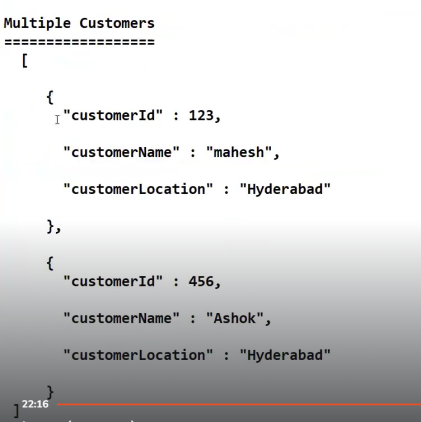 Multiple Customers
==================
[
{
"customerId" : 123,
"customerName" : "mahesh",
"customerLocation" : "Hyderabad"
},
{
"customerId" : 456,
"customerName" : "Ashok",
"customerLocation" : "Hyderabad"
}
22:16
]